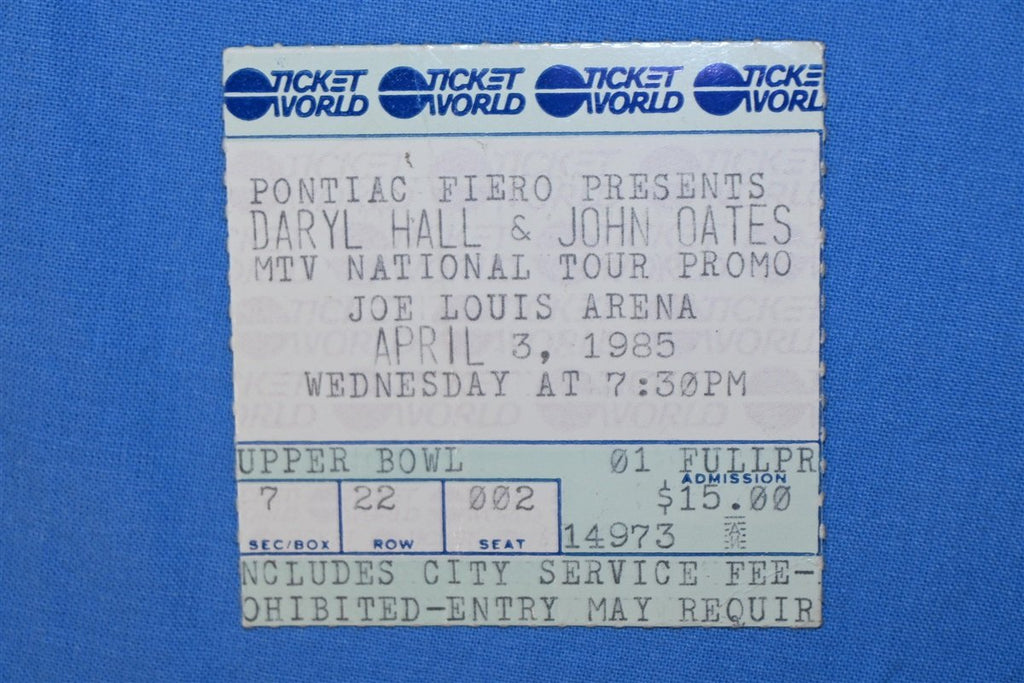 TICKET WORLD TICKET WORLD TICKET WORLD TICKE WORL
PONTIAC FIERO PRESENTS
DARYL HALL & JOHN OATES
MTV NATIONAL TOUR PROMO
JOE LOUIS ARENA
APRIL 3, 1985
WEDNESDAY AT 7:30PM
UPPER BOWL 01 FULLPR
ADMISSION
7 22 002 $15.00
SEC/BOX ROW SEAT 14973
NCLUDES CITY SERVICE FEE-
OHIBITED-ENTRY MAY REQUIR